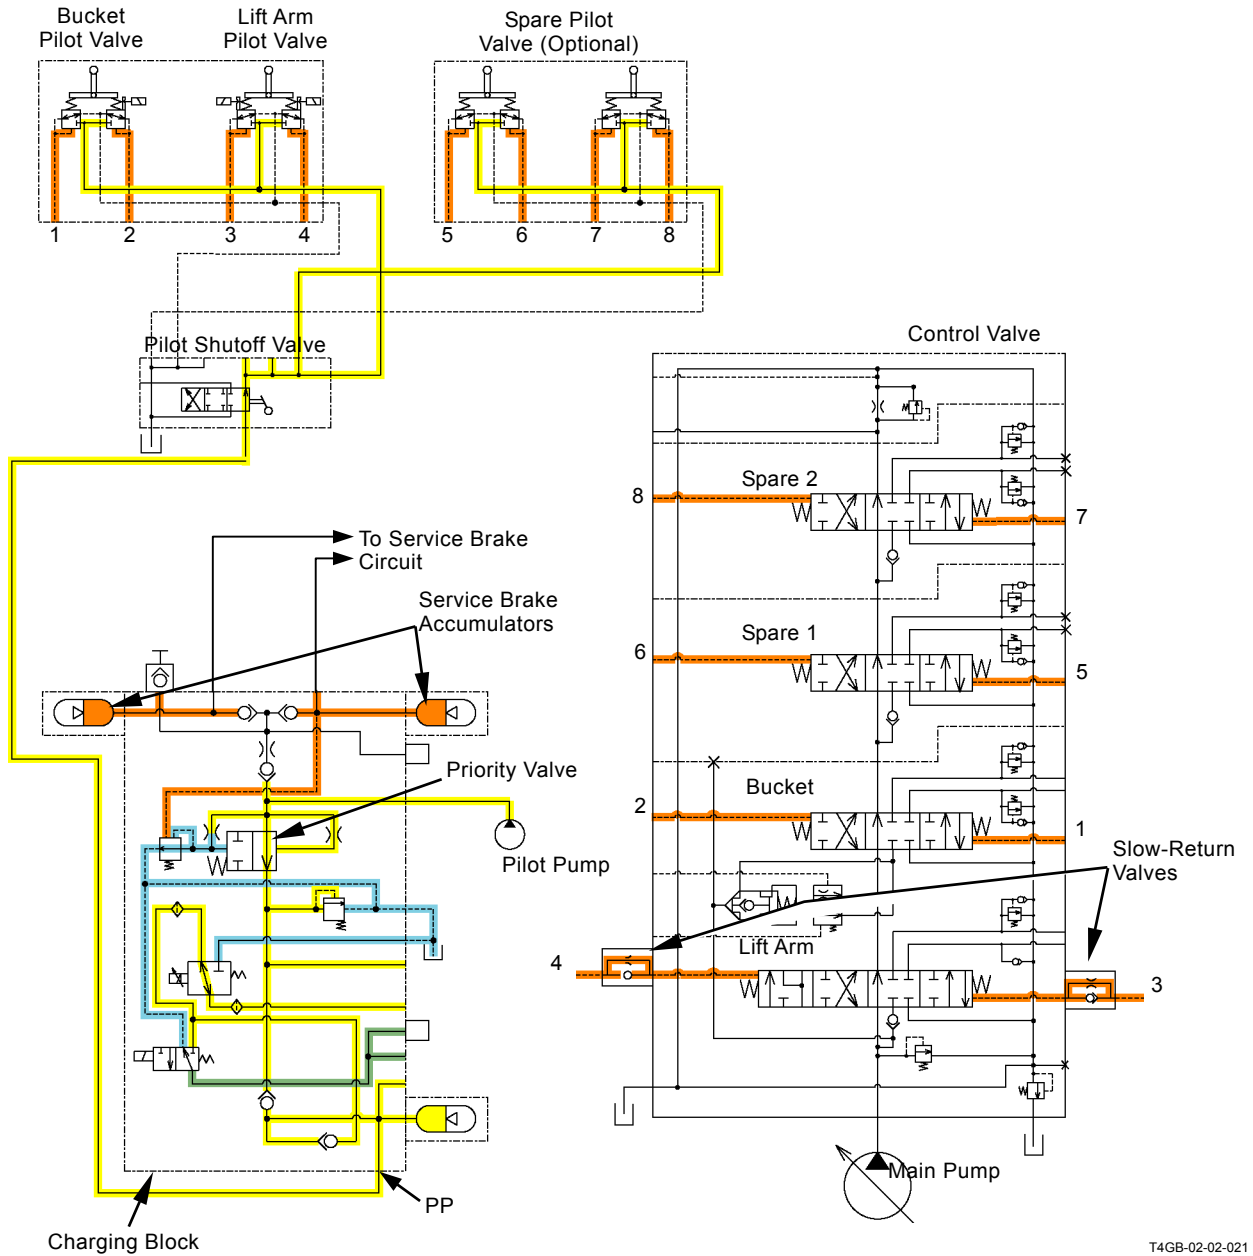 Bucket
Pilot Valve
Lift Arm
Pilot Valve
Spare Pilot
Valve (Optional)
1
2
3
4
5
6
7
8
Pilot Shutoff Valve
Control Valve
Spare 2
8
7
To Service Brake
Circuit
Service Brake
Accumulators
Spare 1
6
5
Priority Valve
Bucket
2
1
Pilot Pump
Slow-Return
Valves
Lift Arm
4
3
Main Pump
PP
Charging Block
T4GB-02-02-021